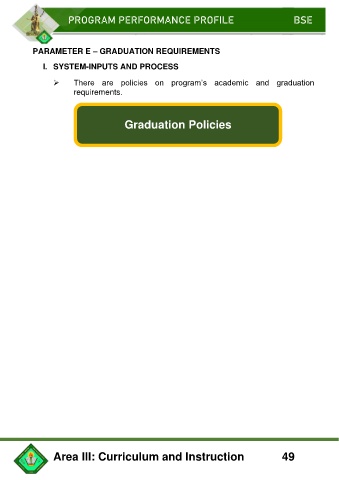 PROGRAM PERFORMANCE PROFILE BSE
PARAMETER E – GRADUATION REQUIREMENTS
I. SYSTEM-INPUTS AND PROCESS
➢ There are policies on program's academic and graduation
requirements.
Graduation Policies
Area III: Curriculum and Instruction 49